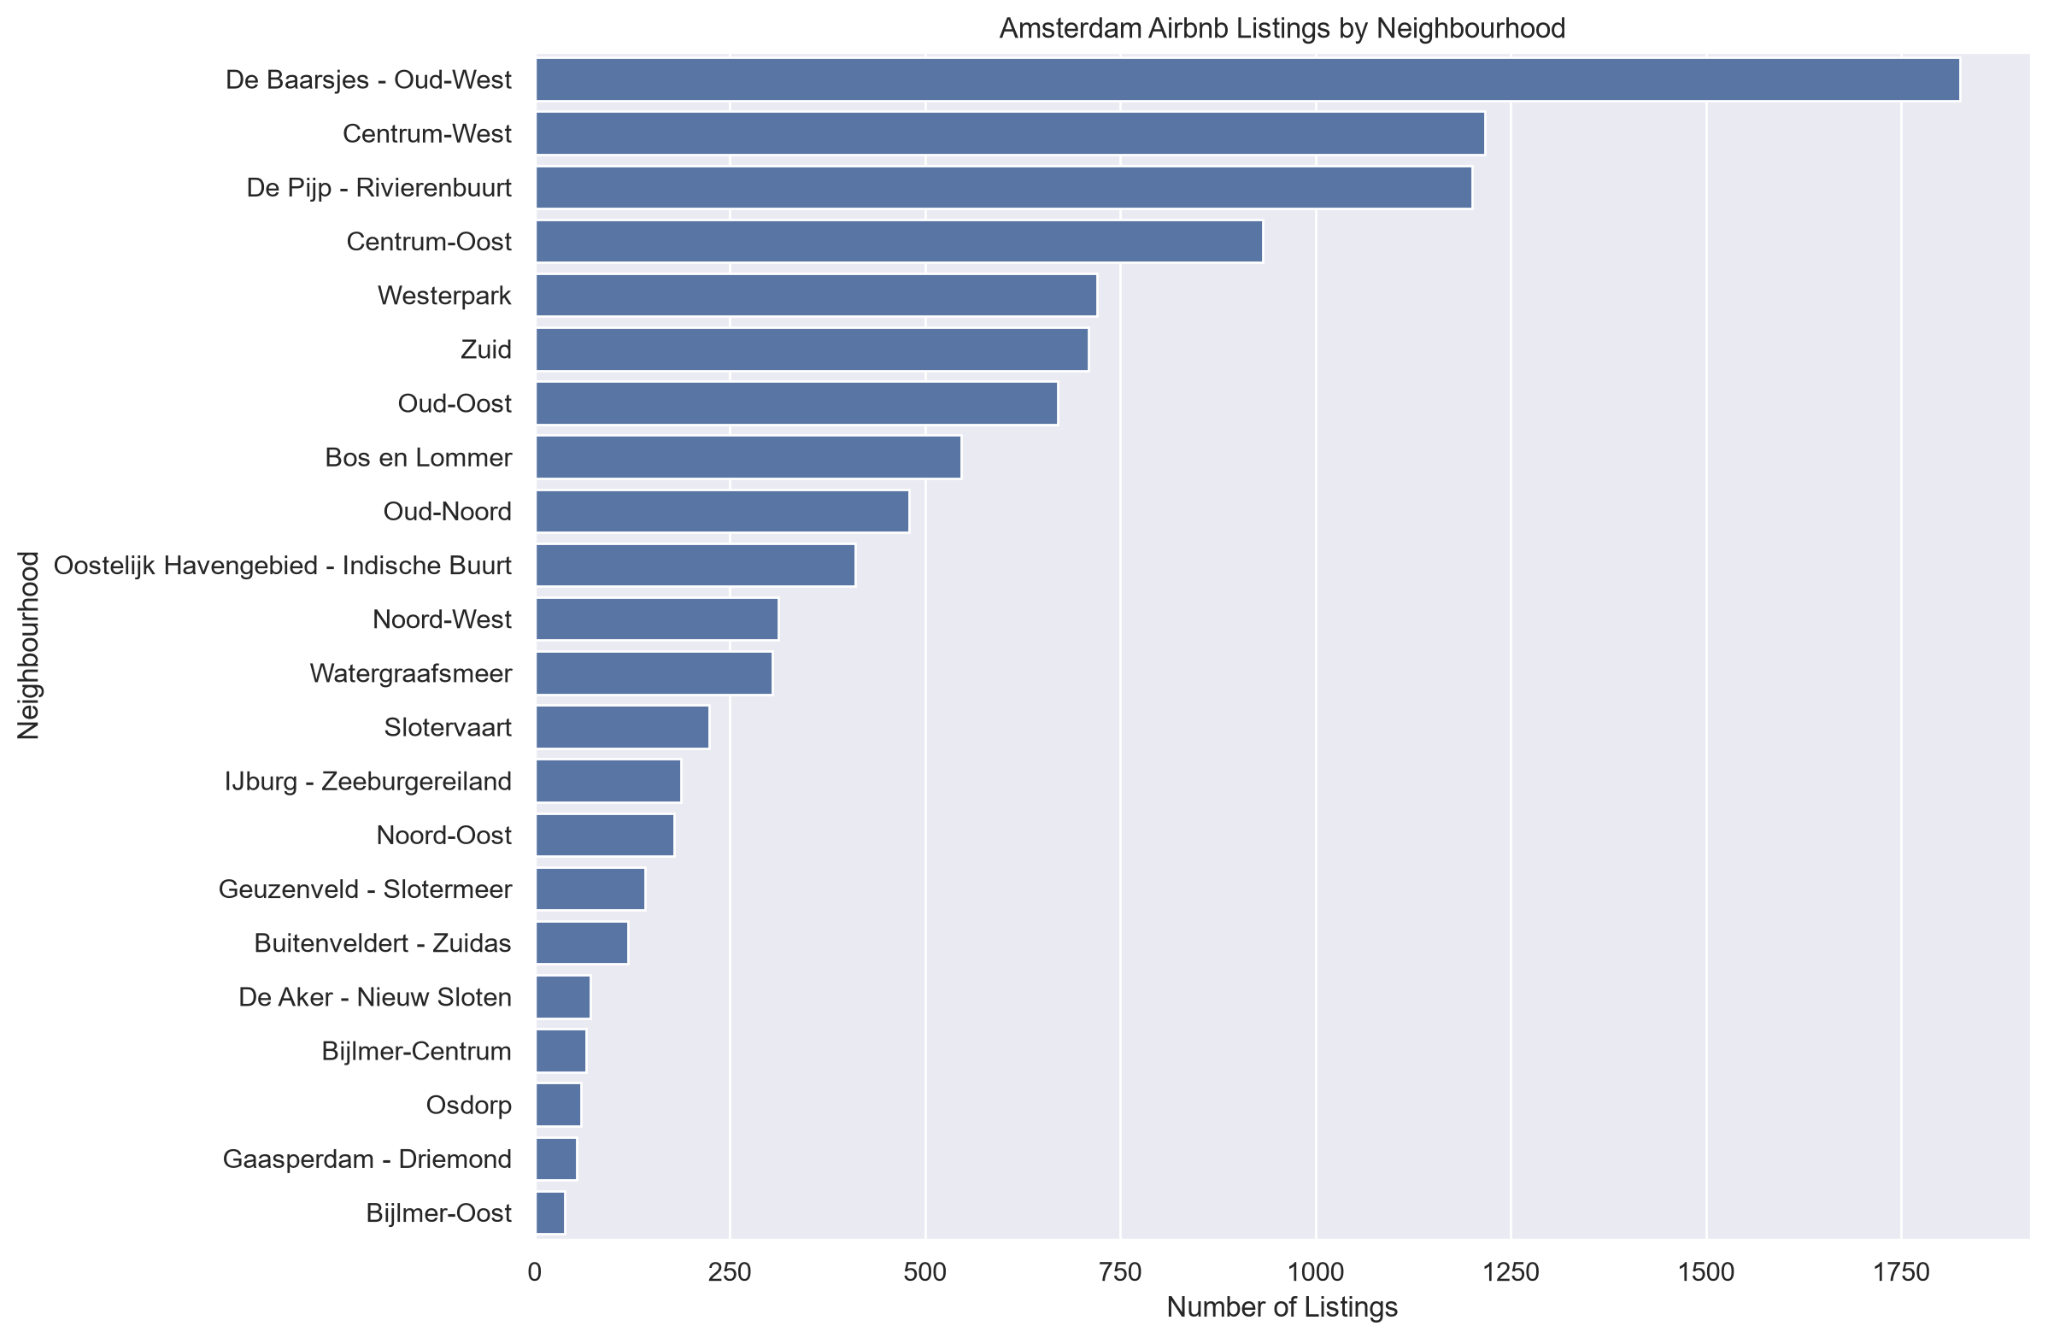 Amsterdam Airbnb Listings by Neighbourhood
Neighbourhood
De Baarsjes - Oud-West
Centrum-West
De Pijp - Rivierenbuurt
Centrum-Oost
Westerpark
Zuid
Oud-Oost
Bos en Lommer
Oud-Noord
Oostelijk Havengebied - Indische Buurt
Noord-West
Watergraafsmeer
Slotervaart
IJburg - Zeeburgereiland
Noord-Oost
Geuzenveld - Slotermeer
Buitenveldert - Zuidas
De Aker - Nieuw Sloten
Bijlmer-Centrum
Osdorp
Gaasperdam - Driemond
Bijlmer-Oost
0 250 500 750 1000 1250 1500 1750
Number of Listings